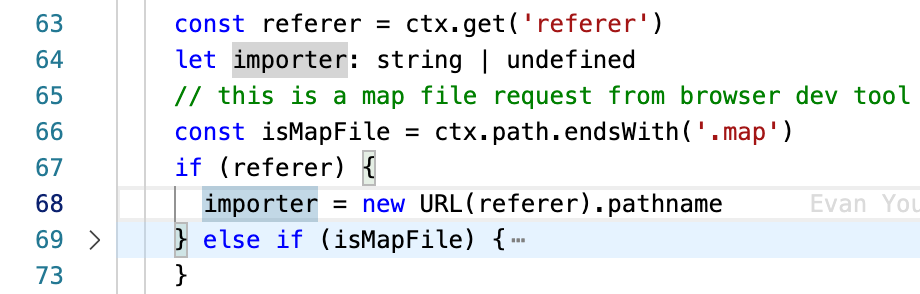 63 const referer = ctx.get('referer')
64 let importer: string | undefined
65 // this is a map file request from browser dev tool
66 const isMapFile = ctx.path.endsWith('.map')
67 if (referer) {
68 importer = new URL(referer).pathname Evan You
69 > } else if (isMapFile) {⋯
73 }